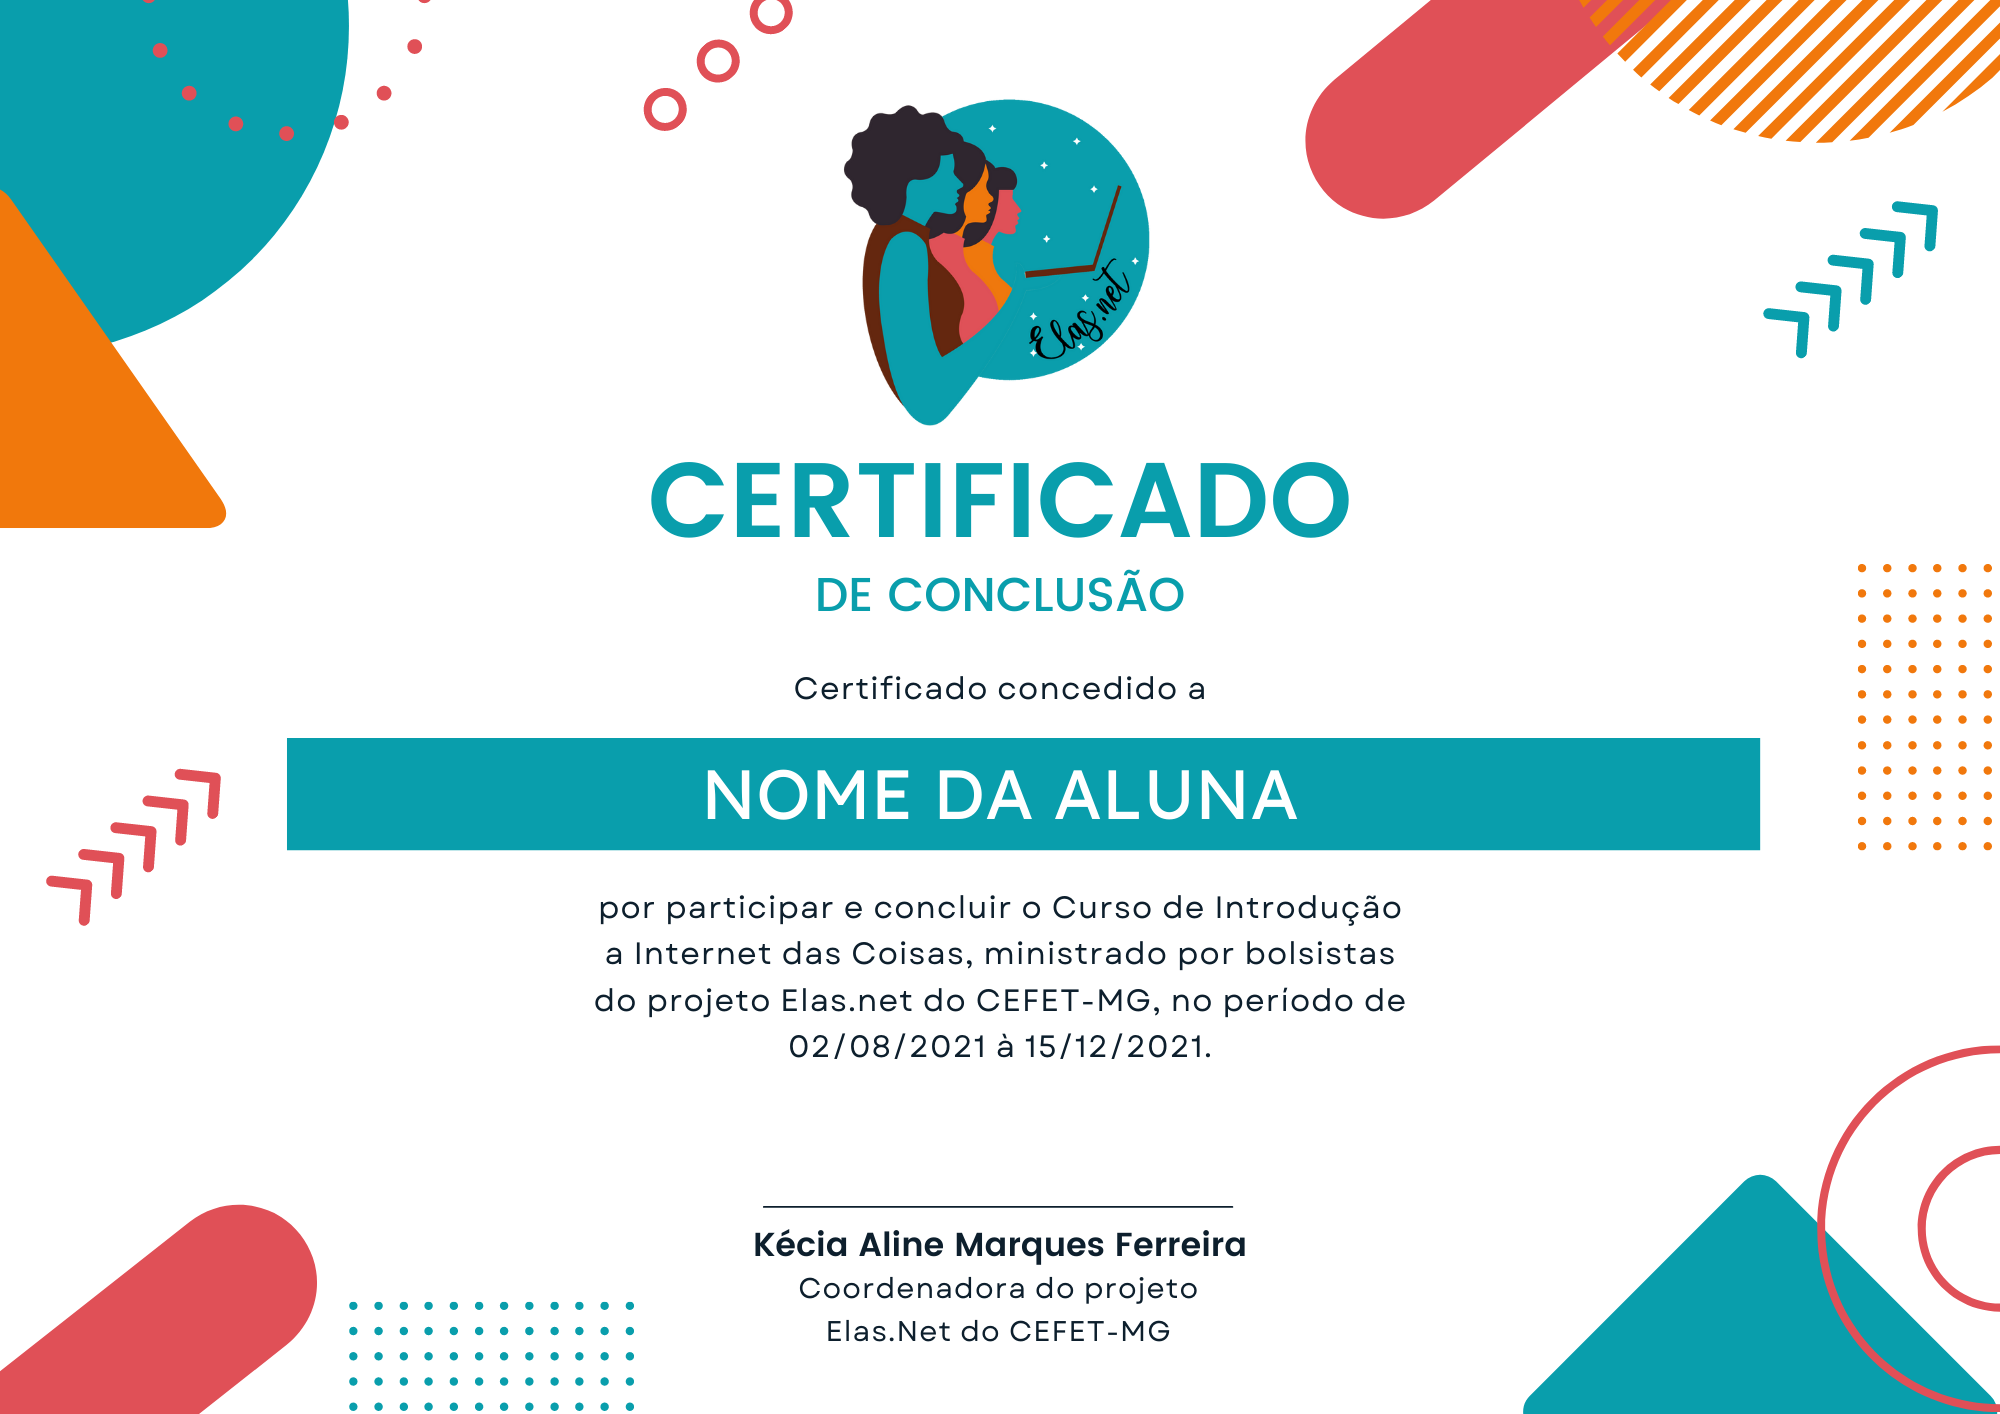 Elas.net
CERTIFICADO
DE CONCLUSÃO
Certificado concedido a
NOME DA ALUNA
por participar e concluir o Curso de Introdução
a Internet das Coisas, ministrado por bolsistas
do projeto Elas.net do CEFET-MG, no período de
02/08/2021 à 15/12/2021.
Kécia Aline Marques Ferreira
Coordenadora do projeto
Elas.Net do CEFET-MG